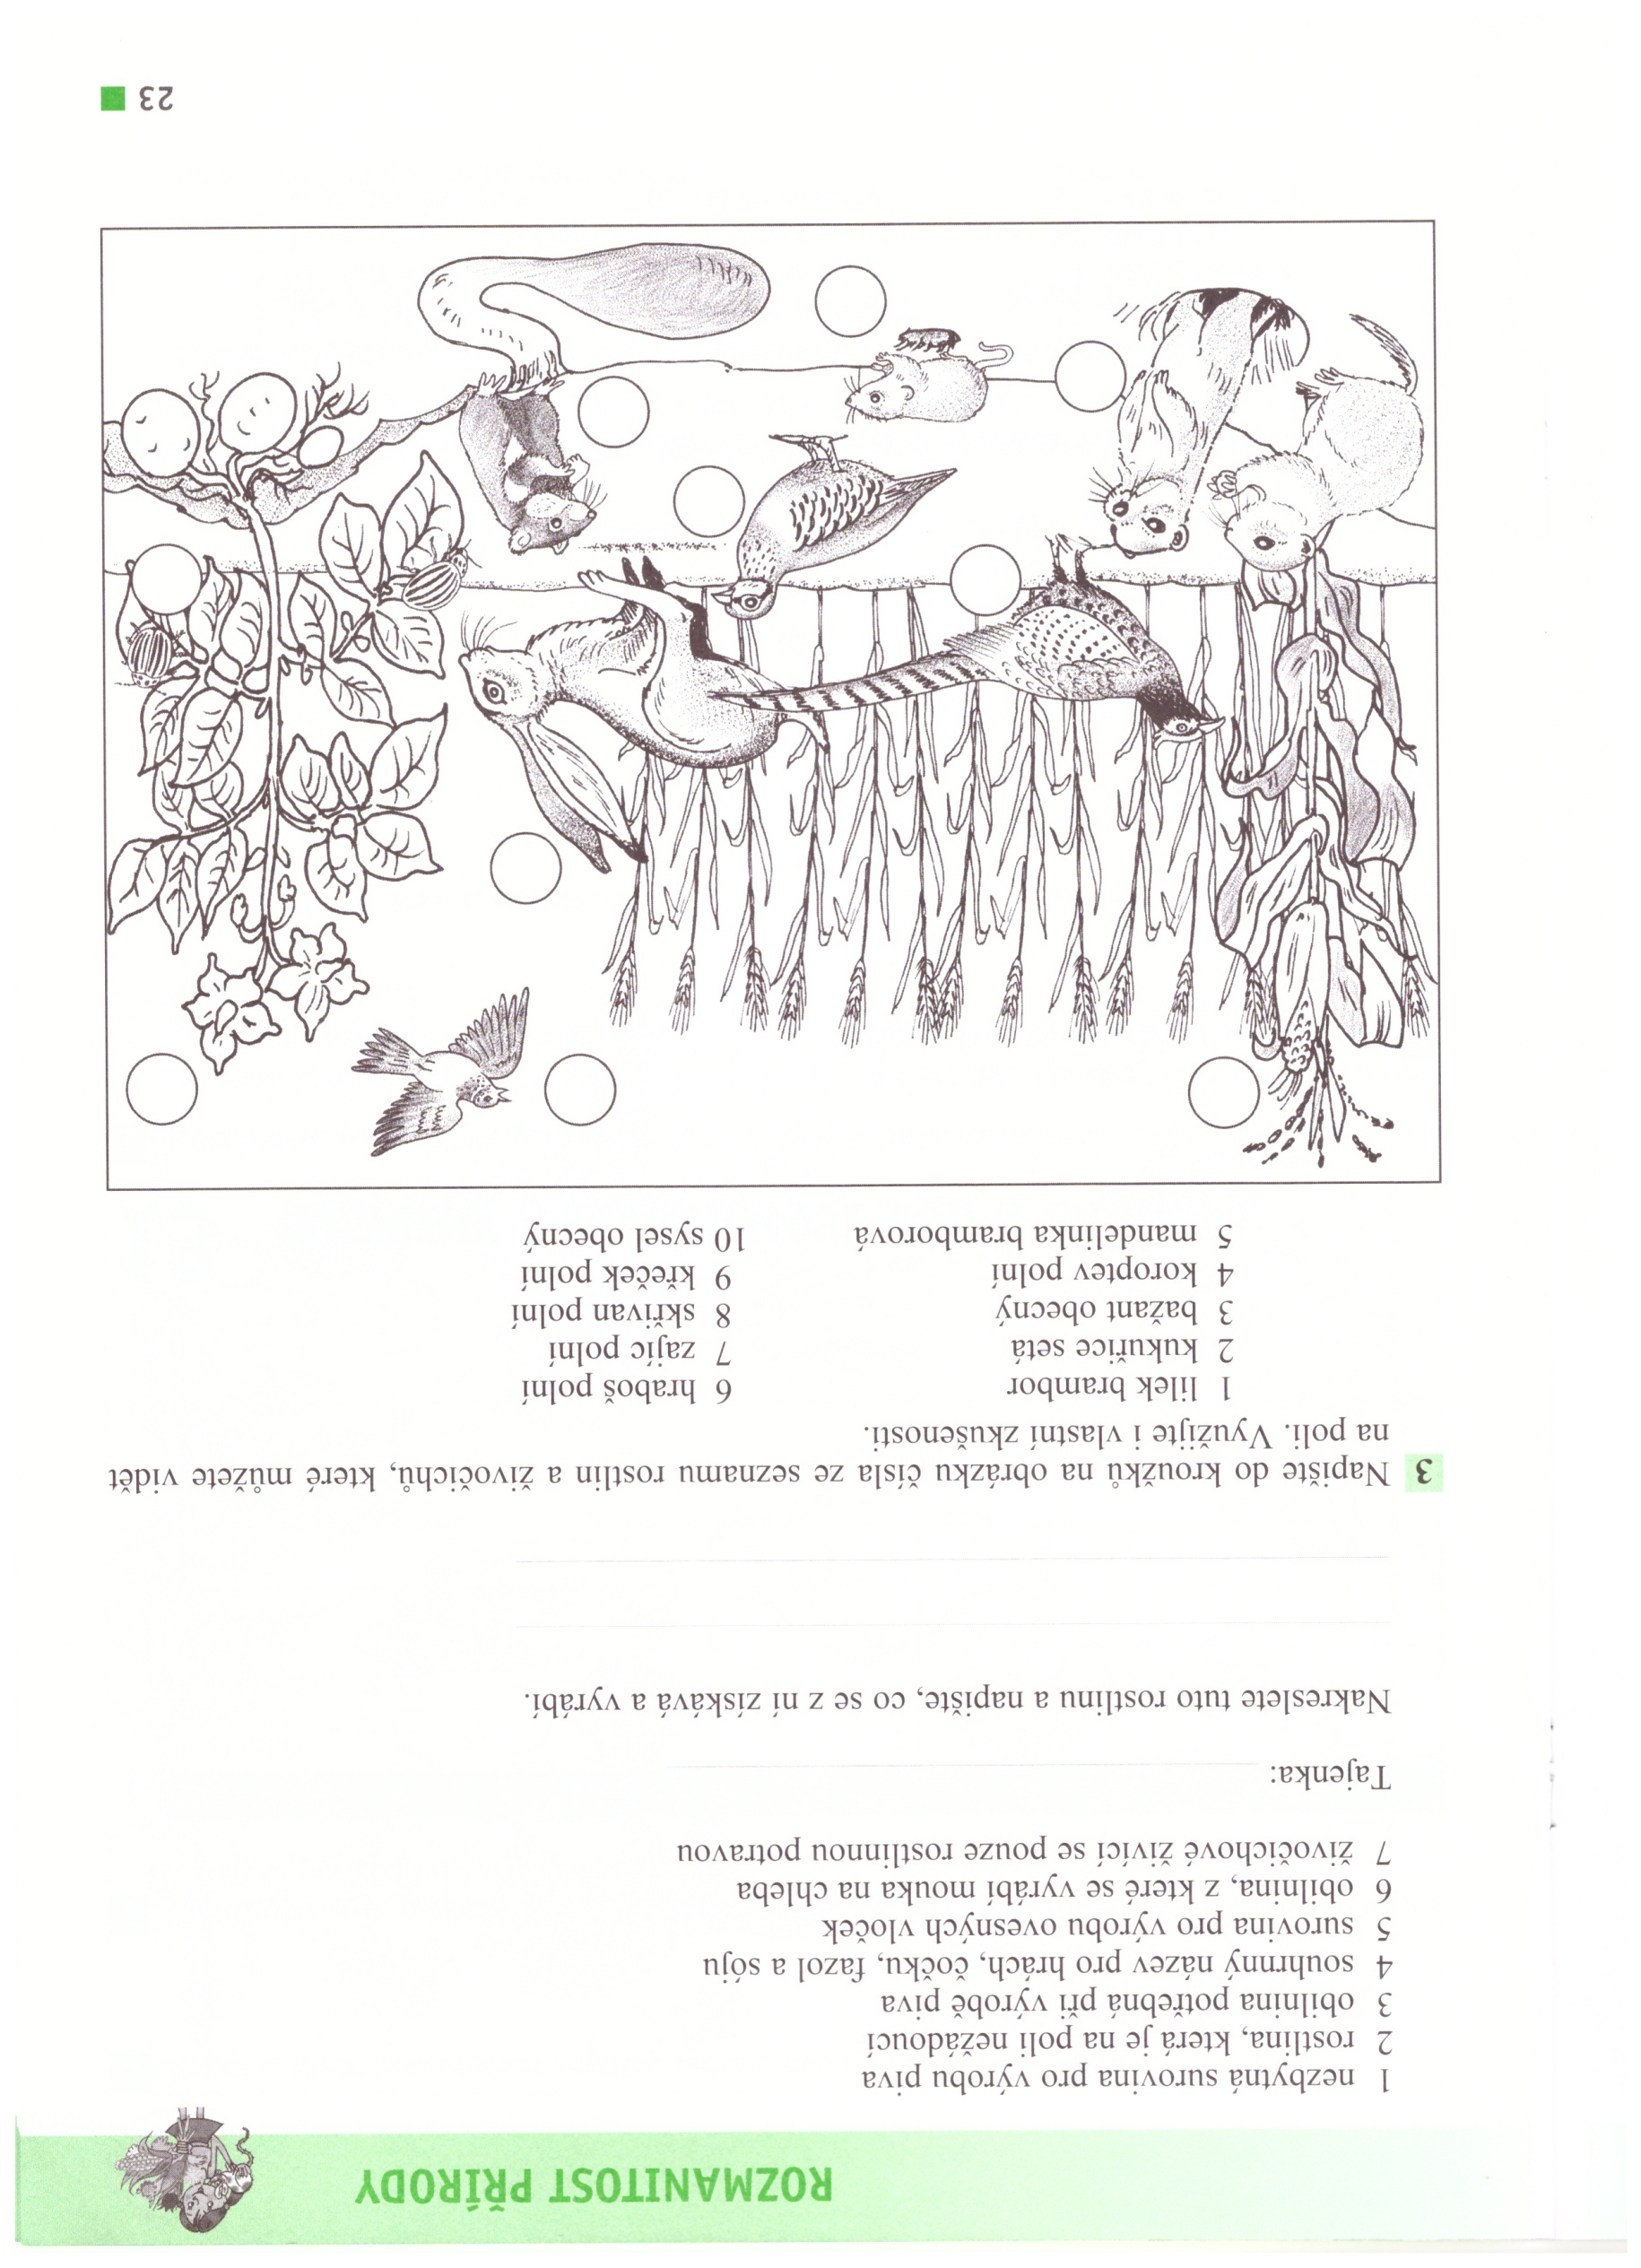 ROZMANITOST PŘÍRODY
1 nezbytná surovina pro výrobu piva
2 rostlina, která je na poli nežádoucí
3 obilnina potřebná při výrobě piva
4 souhrnný název pro hrách, čočku, fazol a sóju
5 surovina pro výrobu ovesných vloček
6 obilnina, z které se vyrábí mouka na chleba
7 živočichové živící se pouze rostlinnou potravou
Tajenka:
Nakreslete tuto rostlinu a napište, co se z ní získává a vyrábí.
3 Napište do kroužků na obrázku čísla ze seznamu rostlin a živočichů, které můžete vidět
na poli. Využijte i vlastní zkušenosti.
1 lilek brambor
2 kukuřice setá
3 bažant obecný
4 koroptev polní
5 mandelinka bramborová
6 hraboš polní
7 zajíc polní
8 skřivan polní
9 křeček polní
10 sysel obecný
23